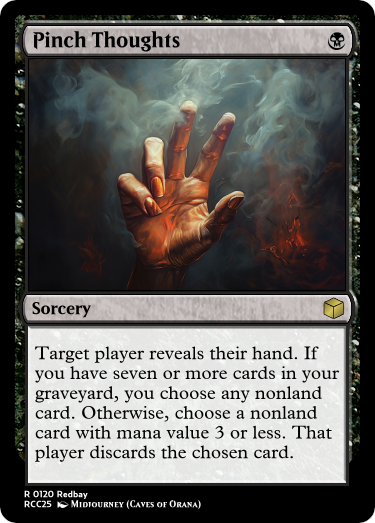 Pinch Thoughts
Sorcery
Target player reveals their hand. If
you have seven or more cards in your
graveyard, you choose any nonland
card. Otherwise, choose a nonland
card with mana value 3 or less. That
player discards the chosen card.
R 0120 Redbay
RCC25 Midjourney (Caves of Orana)